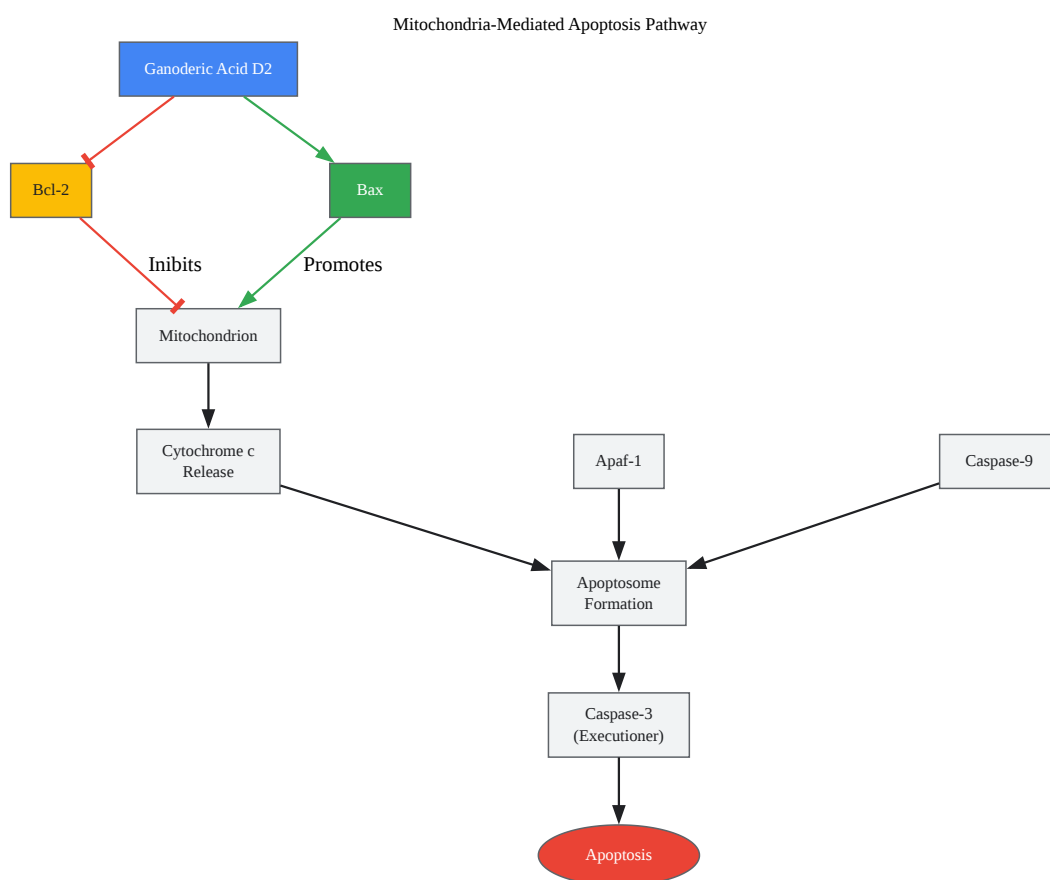 Mitochondria-Mediated Apoptosis Pathway
Ganoderic Acid D2
Bcl-2
Bax
Inibits
Promotes
Mitochondrion
Cytochrome c
Release
Apaf-1
Caspase-9
Apoptosome
Formation
Caspase-3
(Executioner)
Apoptosis